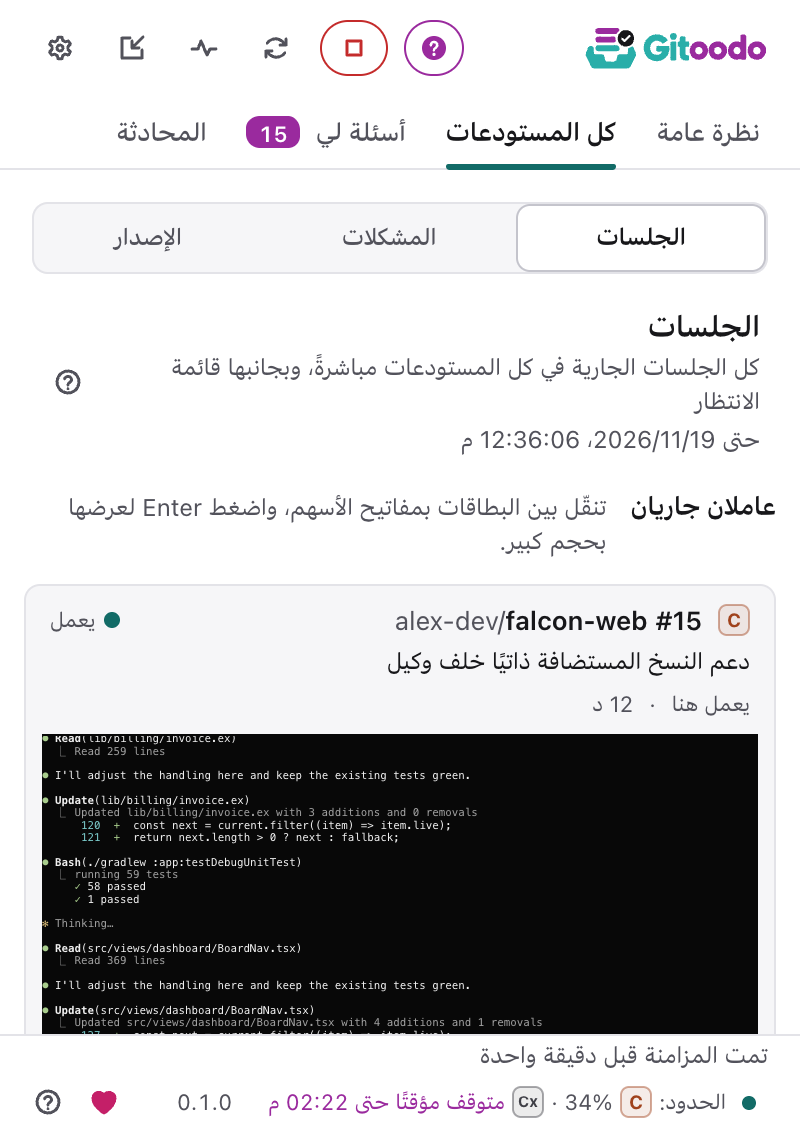 Gitoodo
نظرة عامة
كل المستودعات
أسئلة لي 15
المحادثة
الجلسات
المشكلات
الإصدار
الجلسات
كل الجلسات الجارية في كل المستودعات مباشرةً، وبجانبها قائمة
الانتظار
حتى 2026/11/19، 12:36:06 م
عاملان جاريان
تنقّل بين البطاقات بمفاتيح الأسهم، واضغط Enter لعرضها
بحجم كبير.
C alex-dev/falcon-web #15
يعمل
دعم النسخ المستضافة ذاتيًا خلف وكيل
يعمل هنا · 12 د
● Read(lib/billing/invoice.ex)
⎿ Read 259 lines
● I'll adjust the handling here and keep the existing tests green.
● Update(lib/billing/invoice.ex)
⎿ Updated lib/billing/invoice.ex with 3 additions and 0 removals
120 + const next = current.filter((item) => item.live);
121 + return next.length > 0 ? next : fallback;
● Bash(./gradlew :app:testDebugUnitTest)
⎿ running 59 tests
✓ 58 passed
✓ 1 passed
✻ Thinking…
● Read(src/views/dashboard/BoardNav.tsx)
⎿ Read 369 lines
● I'll adjust the handling here and keep the existing tests green.
● Update(src/views/dashboard/BoardNav.tsx)
⎿ Updated src/views/dashboard/BoardNav.tsx with 4 additions and 1 removals
تمت المزامنة قبل دقيقة واحدة
الحدود: C 34% · Cx متوقف مؤقتًا حتى 02:22 م
0.1.0